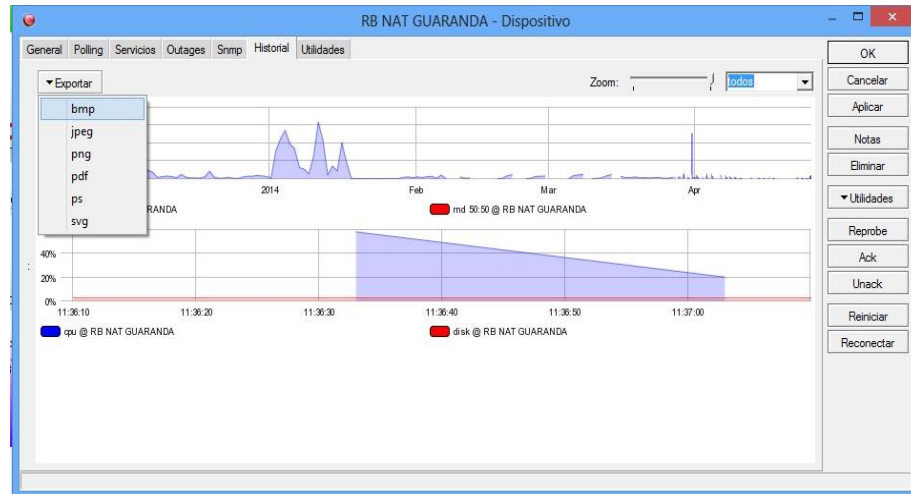 RB NAT GUARANDA - Dispositivo
General Polling Servicios Outages Snmp Historial Utilidades
Exportar
Zoom:
todos
bmp
jpeg
png
pdf
ps
svg
2014 Feb Mar Apr
RANDA
rnd 50:50 @ RB NAT GUARANDA
40%
20%
0%
11:36:10 11:36:20 11:36:30 11:36:40 11:36:50 11:37:00
cpu @ RB NAT GUARANDA
disk @ RB NAT GUARANDA
OK
Cancelar
Aplicar
Notas
Eliminar
Utilidades
Reprobe
Ack
Unack
Reiniciar
Reconectar